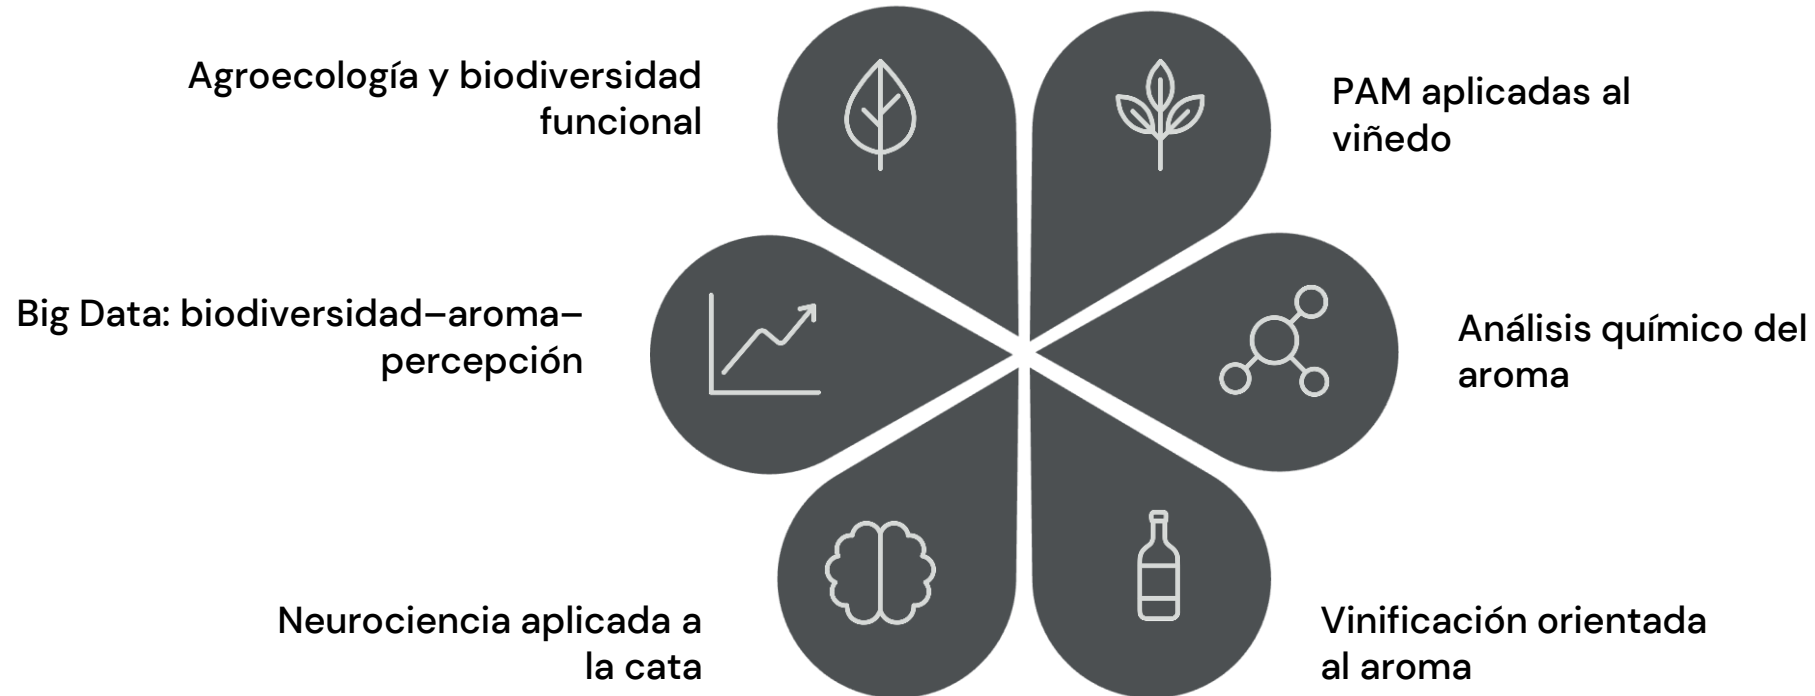 Agroecología y biodiversidad
funcional
PAM aplicadas al
viñedo
Big Data: biodiversidad–aroma–
percepción
Análisis químico del
aroma
Neurociencia aplicada a
la cata
Vinificación orientada
al aroma